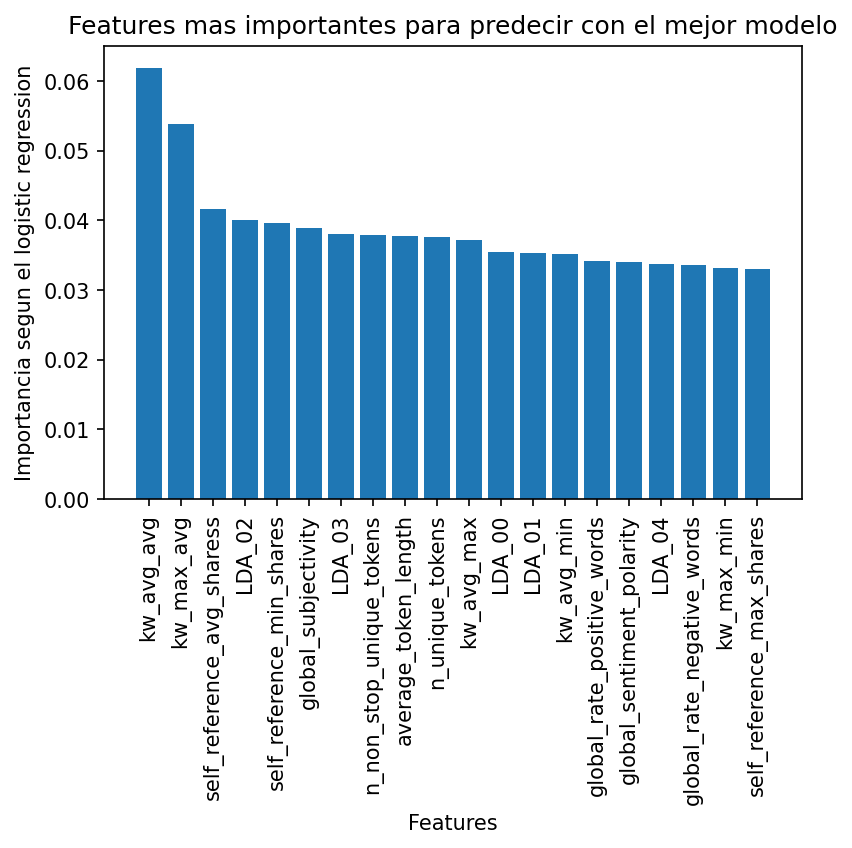 Features mas importantes para predecir con el mejor modelo
Importancia segun el logistic regression
0.06
0.05
0.04
0.03
0.02
0.01
0.00
kw_avg_avg
kw_max_avg
self_reference_avg_sharess
LDA_02
self_reference_min_shares
global_subjectivity
LDA_03
n_non_stop_unique_tokens
average_token_length
n_unique_tokens
kw_avg_max
LDA_00
LDA_01
kw_avg_min
global_rate_positive_words
global_sentiment_polarity
LDA_04
global_rate_negative_words
kw_max_min
self_reference_max_shares
Features